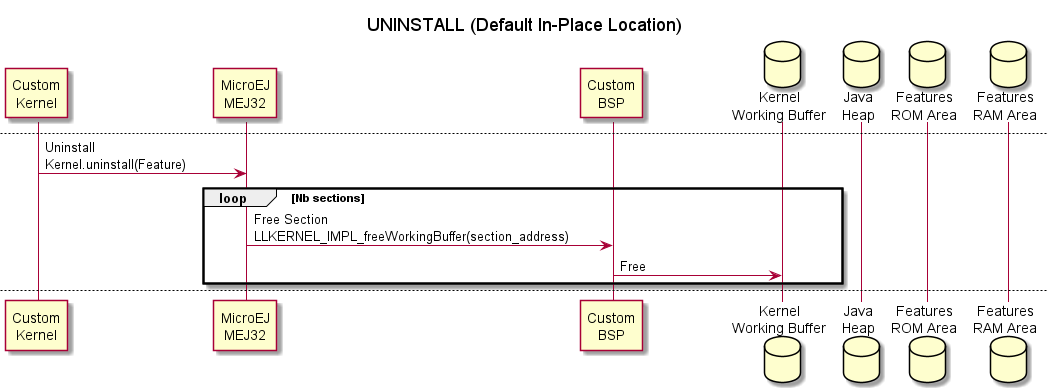 UNINSTALL (Default In-Place Location)
Custom
Kernel
MicroEJ
MEJ32
Custom
BSP
Kernel
Working Buffer
Java
Heap
Features
ROM Area
Features
RAM Area
Uninstall
Kernel.uninstall(Feature)
loop
[Nb sections]
Free Section
LLKERNEL_IMPL_freeWorkingBuffer(section_address)
Free
Custom
Kernel
MicroEJ
MEJ32
Custom
BSP
Kernel
Working Buffer
Java
Heap
Features
ROM Area
Features
RAM Area